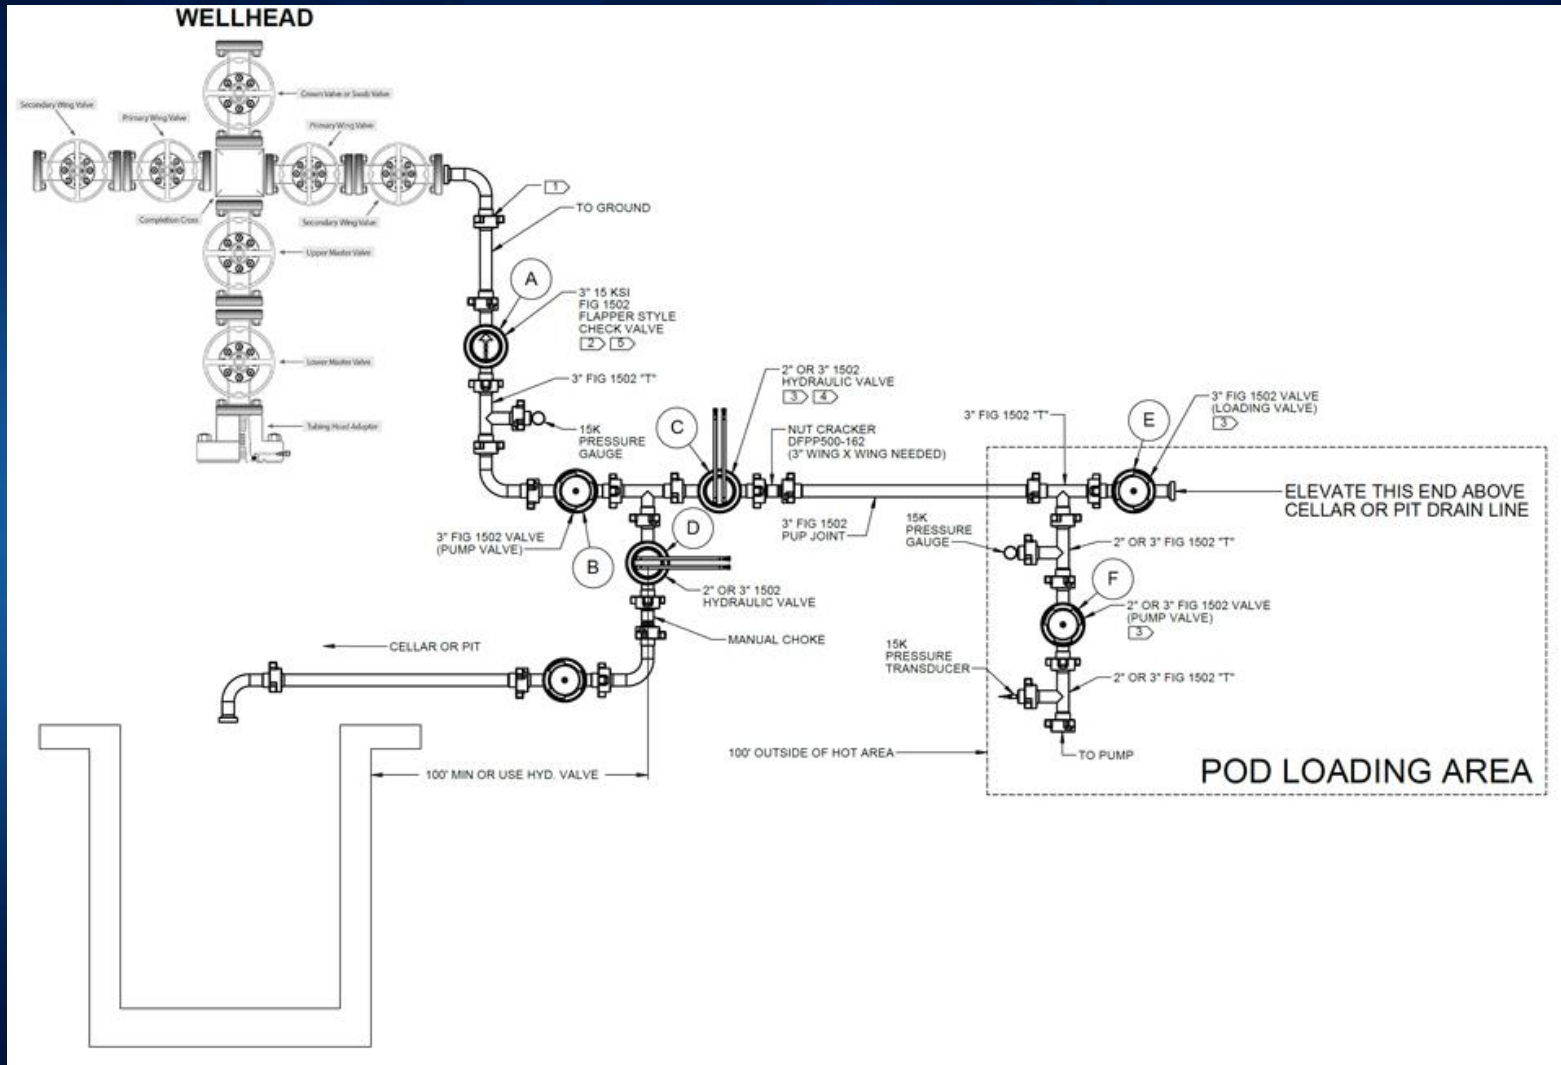 WELLHEAD
Crown Valve or Swab Valve
Secondary Wing Valve
Primary Wing Valve
Primary Wing Valve
Completion Cross
Secondary Wing Valve
Upper Master Valve
Lower Master Valve
Tubing Head Adapter
1
TO GROUND
A
3" 15 KSI
FIG 1502
FLAPPER STYLE
CHECK VALVE
2 5
3" FIG 1502 "T"
15K
PRESSURE
GAUGE
C
2" OR 3" 1502
HYDRAULIC VALVE
3 4
NUT CRACKER
DFPP500-162
(3" WING X WING NEEDED)
3" FIG 1502 VALVE
(PUMP VALVE)
B
D
2" OR 3" 1502
HYDRAULIC VALVE
MANUAL CHOKE
3" FIG 1502
PUP JOINT
CELLAR OR PIT
100' MIN OR USE HYD. VALVE
3" FIG 1502 "T"
E
3" FIG 1502 VALVE
(LOADING VALVE)
3
ELEVATE THIS END ABOVE
CELLAR OR PIT DRAIN LINE
15K
PRESSURE
GAUGE
2" OR 3" FIG 1502 "T"
F
2" OR 3" FIG 1502 VALVE
(PUMP VALVE)
3
15K
PRESSURE
TRANSDUCER
2" OR 3" FIG 1502 "T"
100' OUTSIDE OF HOT AREA
TO PUMP
POD LOADING AREA